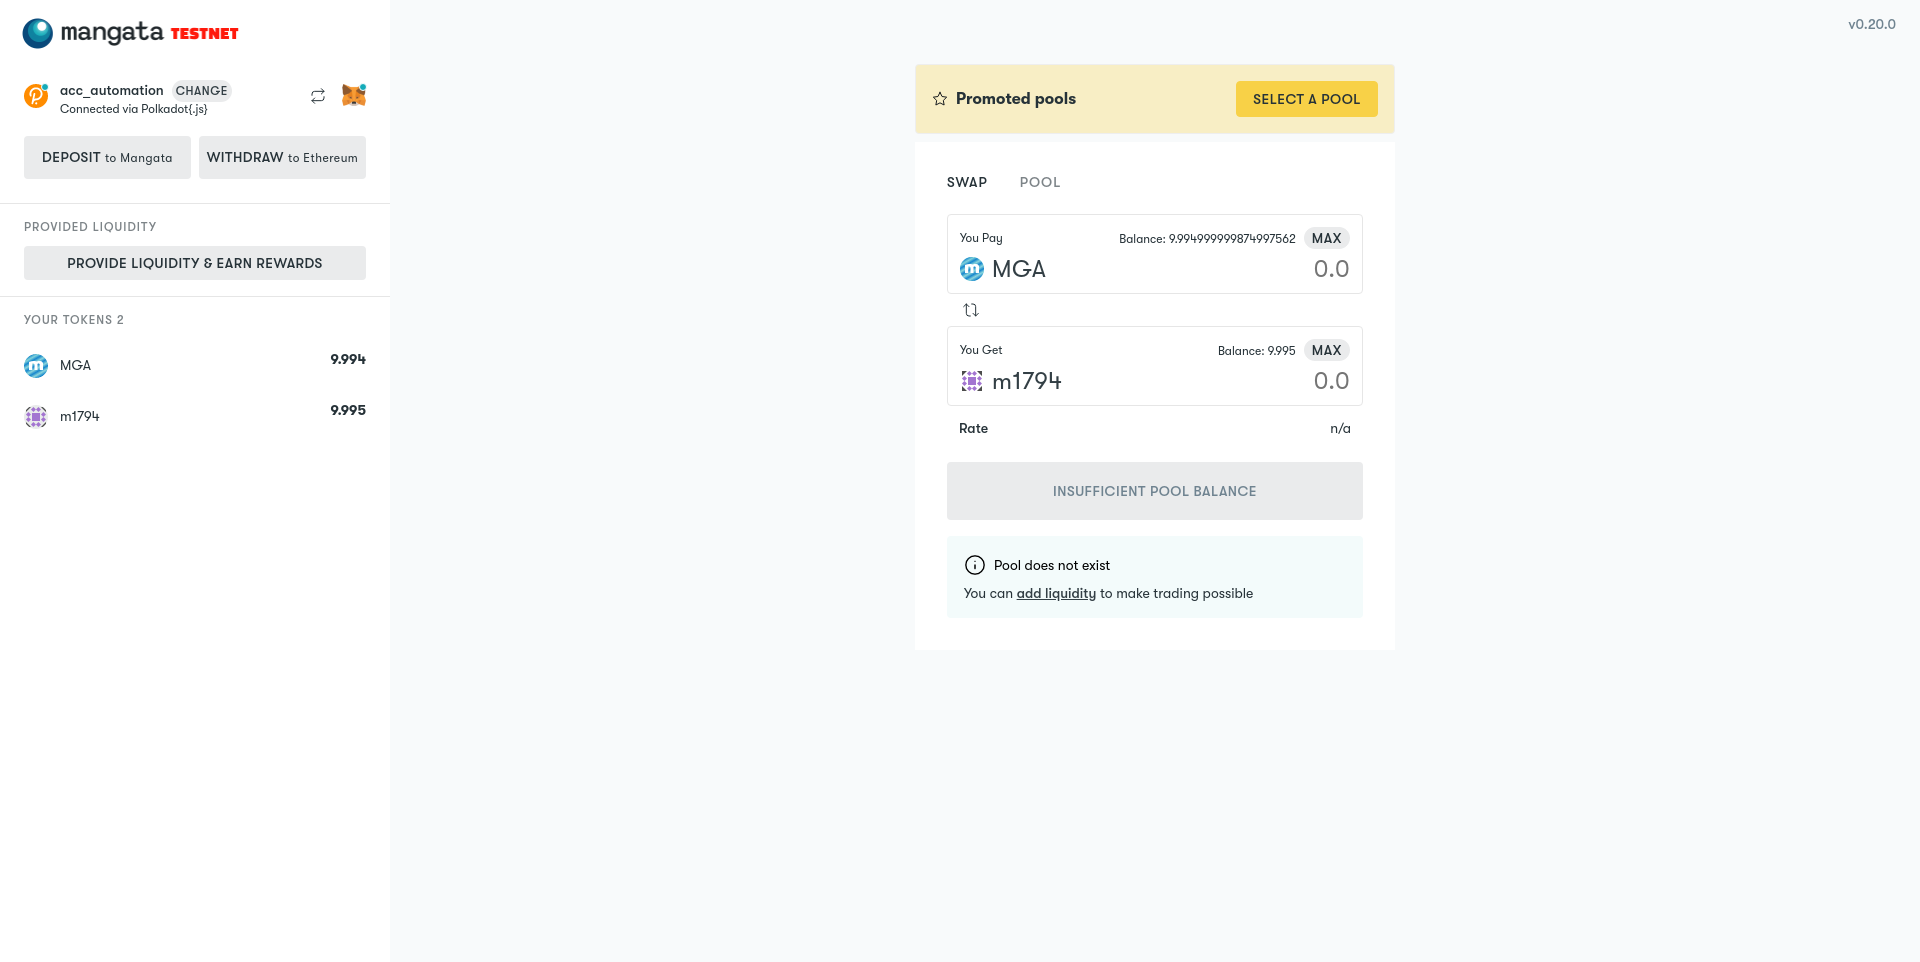 mangata TESTNET
v0.20.0
acc_automation CHANGE
Connected via Polkadot{.js}
DEPOSIT to Mangata
WITHDRAW to Ethereum
PROVIDED LIQUIDITY
PROVIDE LIQUIDITY & EARN REWARDS
YOUR TOKENS 2
MGA 9.994
m1794 9.995
Promoted pools
SELECT A POOL
SWAP POOL
You Pay Balance: 9.994999999874997562 MAX
MGA 0.0
You Get Balance: 9.995 MAX
m1794 0.0
Rate n/a
INSUFFICIENT POOL BALANCE
Pool does not exist
You can add liquidity to make trading possible